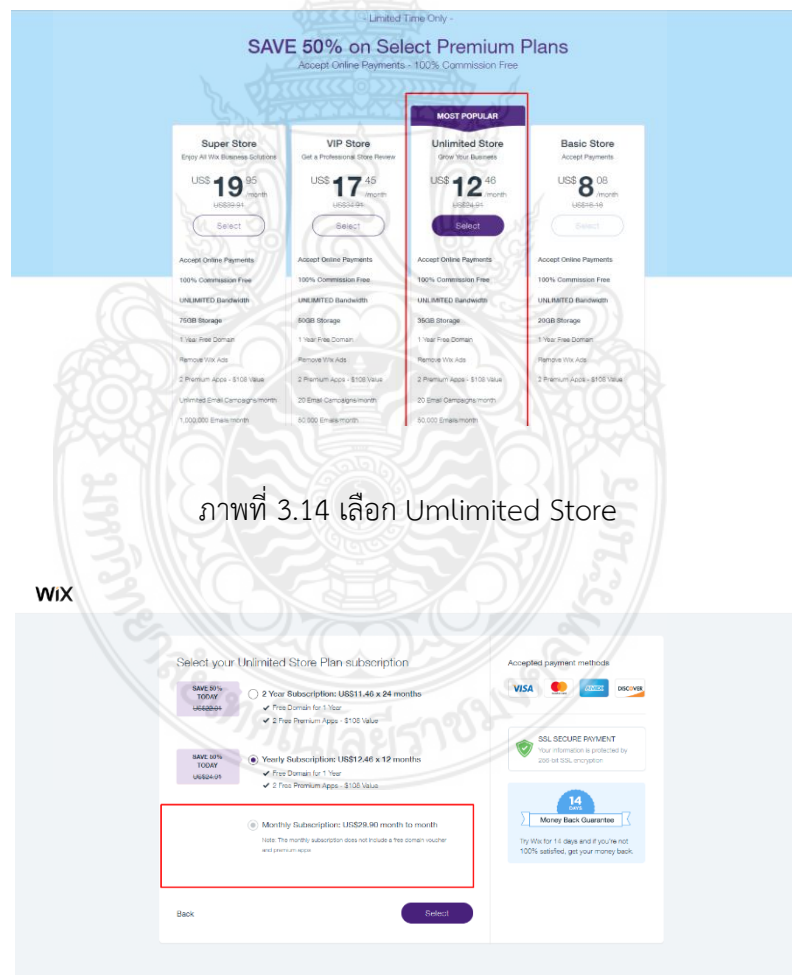 - Limited Time Only -
SAVE 50% on Select Premium Plans
Accept Online Payments - 100% Commission Free
MOST POPULAR
Super Store
Enjoy All Wix Business Solutions
US$ 19 95 /month
US$39.91
Select
Accept Online Payments
100% Commission Free
UNLIMITED Bandwidth
75GB Storage
1 Year Free Domain
Remove Wix Ads
2 Premium Apps - $108 Value
Unlimited Email Campaigns/month
1,000,000 Emails/month
VIP Store
Get a Professional Store Review
US$ 17 45 /month
US$34.91
Select
Accept Online Payments
100% Commission Free
UNLIMITED Bandwidth
50GB Storage
1 Year Free Domain
Remove Wix Ads
2 Premium Apps - $108 Value
20 Email Campaigns/month
50,000 Emails/month
Unlimited Store
Grow Your Business
US$ 12 46 /month
US$24.91
Select
Accept Online Payments
100% Commission Free
UNLIMITED Bandwidth
35GB Storage
1 Year Free Domain
Remove Wix Ads
2 Premium Apps - $108 Value
20 Email Campaigns/month
50,000 Emails/month
Basic Store
Accept Payments
US$ 8 08 /month
US$16.16
Select
Accept Online Payments
100% Commission Free
UNLIMITED Bandwidth
20GB Storage
1 Year Free Domain
Remove Wix Ads
2 Premium Apps - $108 Value
ภาพที่ 3.14 เลือก Umlimited Store
WiX
Select your Unlimited Store Plan subscription
SAVE 50%
TODAY
US$22.91
2 Year Subscription: US$11.46 x 24 months
✔ Free Domain for 1 Year
✔ 2 Free Premium Apps - $108 Value
SAVE 50%
TODAY
US$24.91
Yearly Subscription: US$12.46 x 12 months
✔ Free Domain for 1 Year
✔ 2 Free Premium Apps - $108 Value
Monthly Subscription: US$29.90 month to month
Note: The monthly subscription does not include a free domain voucher
and premium apps
Back
Select
Accepted payment methods
VISA
DISCOVER
SSL SECURE PAYMENT
Your information is protected by
256-bit SSL encryption
14
DAYS
Money Back Guarantee
Try Wix for 14 days and if you're not
100% satisfied, get your money back.